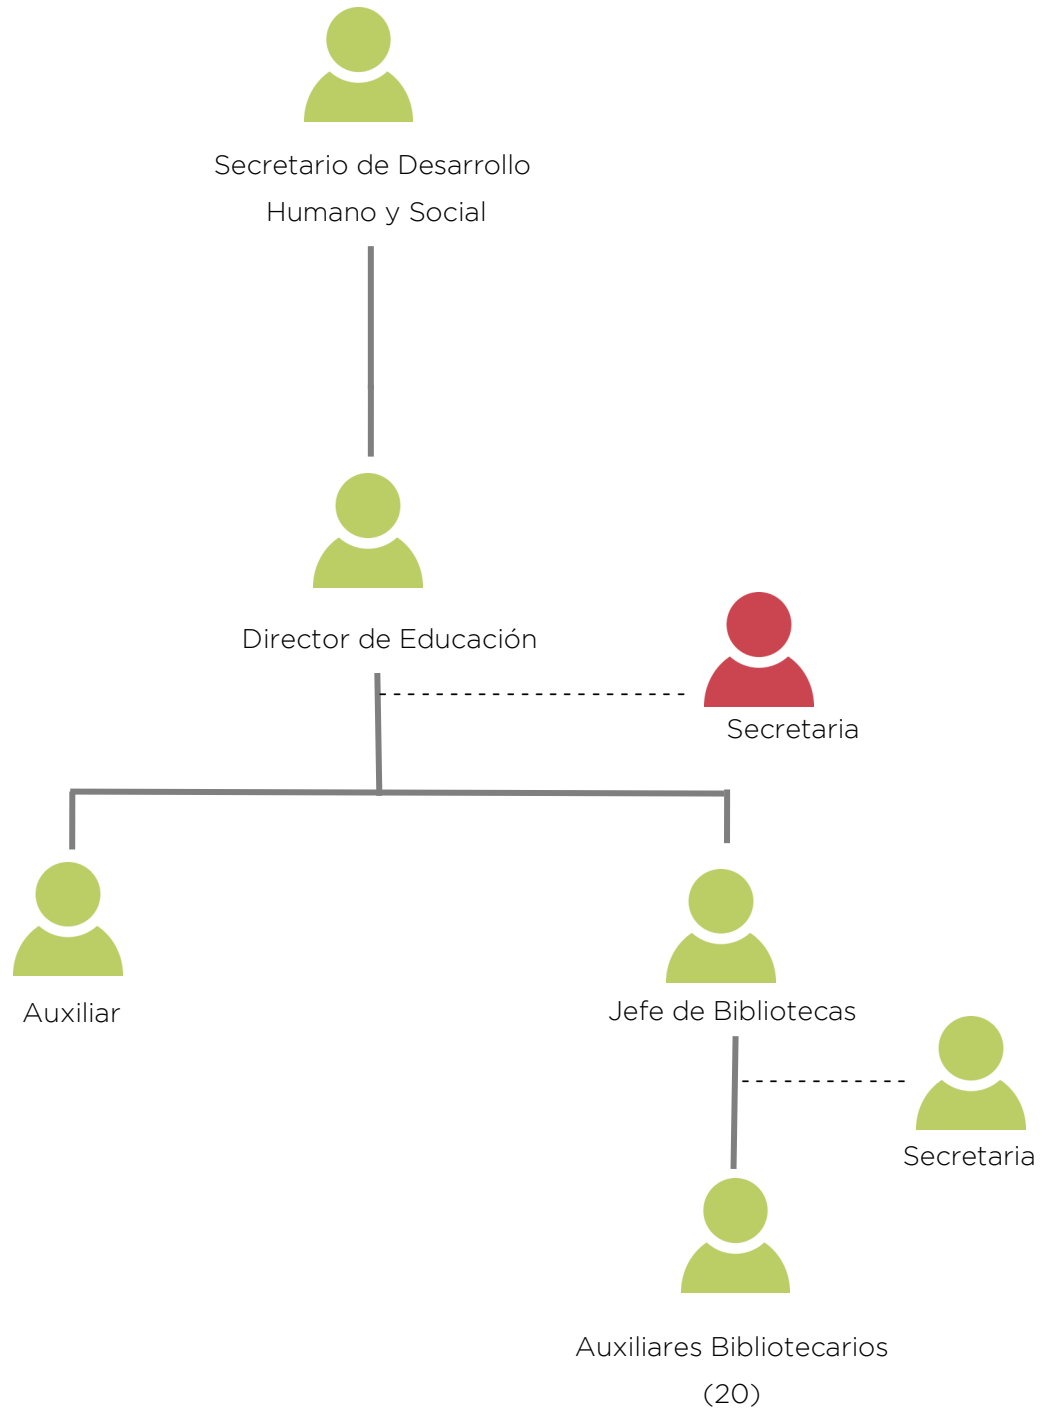 Secretario de Desarrollo
Humano y Social
Director de Educación
Secretaria
Auxiliar
Jefe de Bibliotecas
Secretaria
Auxiliares Bibliotecarios
(20)